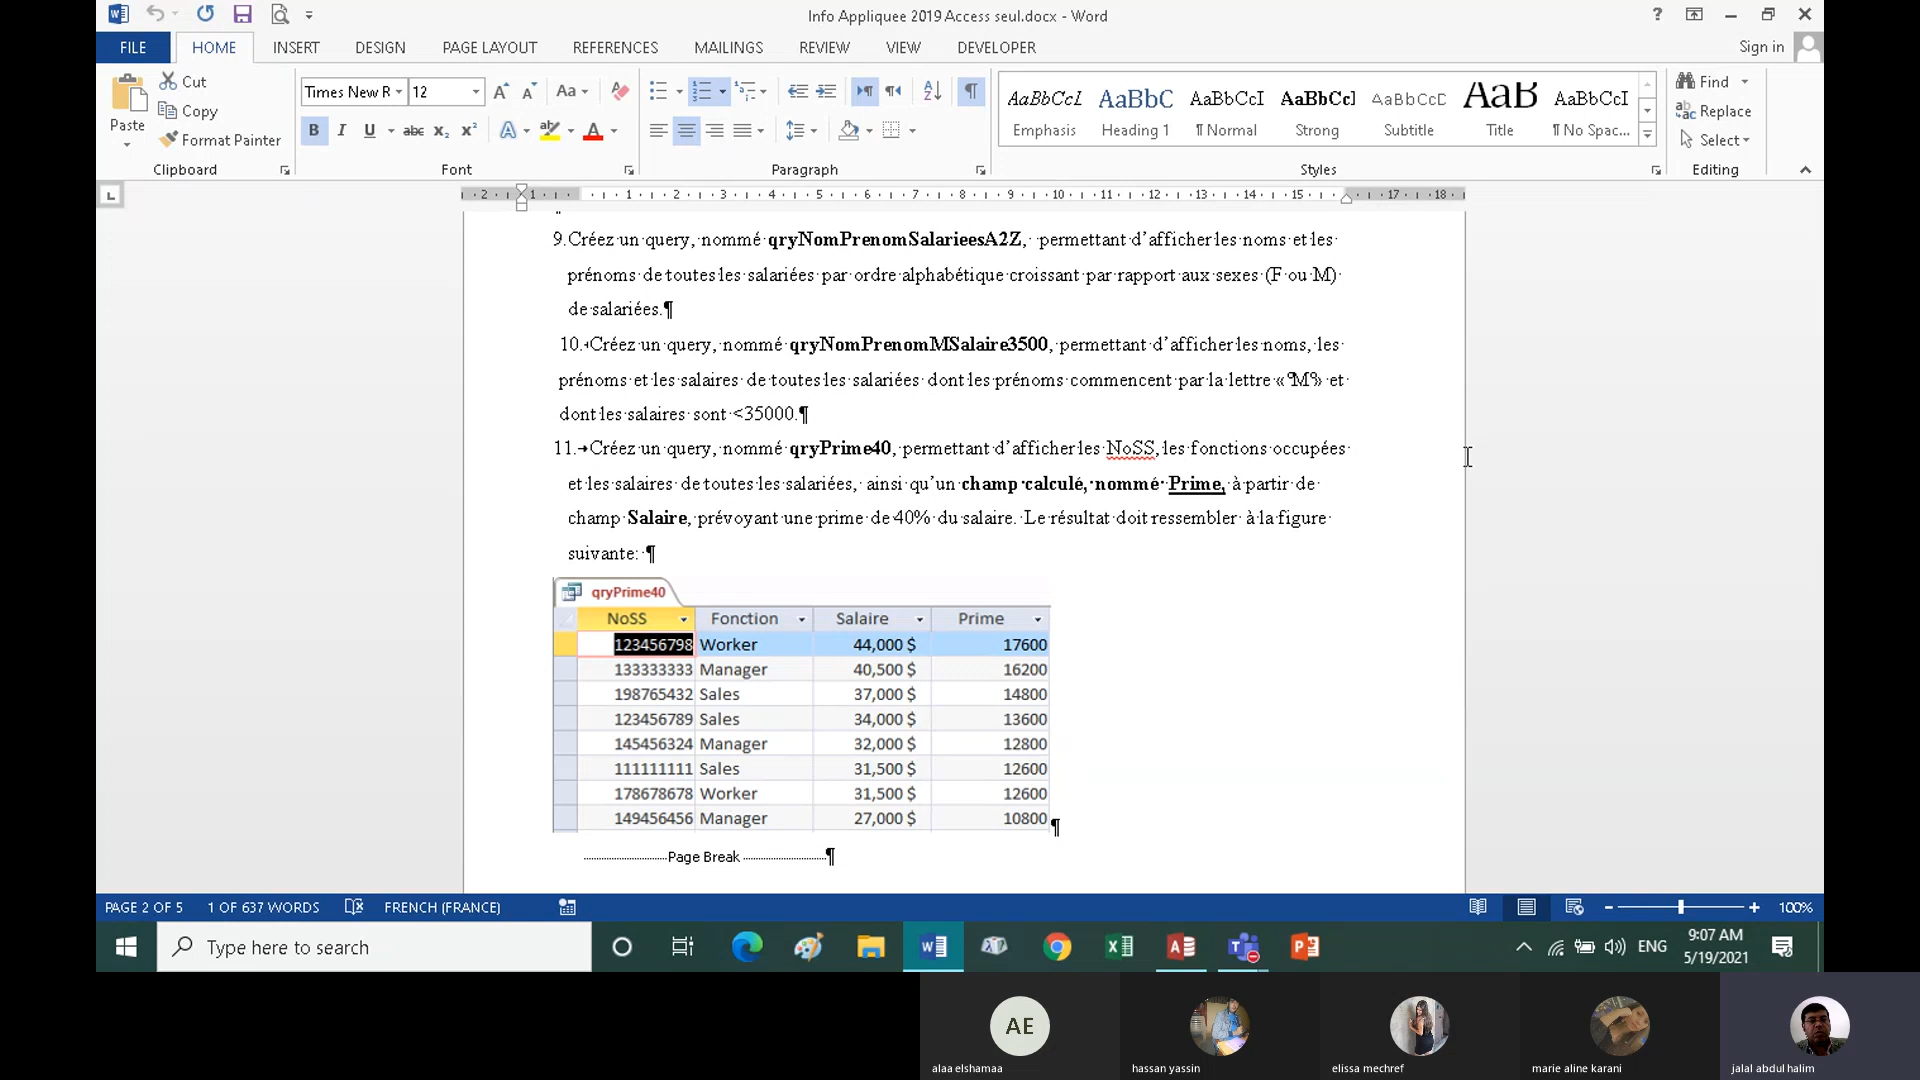 Info Appliquee 2019 Access seul.docx - Word
FILE HOME INSERT DESIGN PAGE LAYOUT REFERENCES MAILINGS REVIEW VIEW DEVELOPER Sign in
Paste
Cut
Copy
Format Painter
Clipboard
Times New R 12
Font
Paragraph
AaBbCcI AaBbC AaBbCcI AaBbCcI AaBbCcD AaB AaBbCcI
Emphasis Heading 1 ¶ Normal Strong Subtitle Title ¶ No Spac...
Styles
Find
Replace
Select
Editing
9. Créez un query, nommé qryNomPrenomSalarieesA2Z, permettant d’afficher les noms et les
prénoms de toutes les salariées par ordre alphabétique croissant par rapport aux sexes (F ou M)
de salariées.¶
10. Créez un query, nommé qryNomPrenomMSalaire3500, permettant d’afficher les noms, les
prénoms et les salaires de toutes les salariées dont les prénoms commencent par la lettre « M » et
dont les salaires sont <35000.¶
11. Créez un query, nommé qryPrime40, permettant d’afficher les NoSS, les fonctions occupées
et les salaires de toutes les salariées, ainsi qu’un champ calculé, nommé Prime, à partir de
champ Salaire, prévoyant une prime de 40% du salaire. Le résultat doit ressembler à la figure
suivante: ¶
qryPrime40
NoSS Fonction Salaire Prime
123456798 Worker 44,000 $ 17600
133333333 Manager 40,500 $ 16200
198765432 Sales 37,000 $ 14800
123456789 Sales 34,000 $ 13600
145456324 Manager 32,000 $ 12800
111111111 Sales 31,500 $ 12600
178678678 Worker 31,500 $ 12600
149456456 Manager 27,000 $ 10800
Page Break
PAGE 2 OF 5 1 OF 637 WORDS FRENCH (FRANCE) 100%
Type here to search
ENG
9:07 AM
5/19/2021
AE
alaa elshamaa
hassan yassin
elissa mechref
marie aline karani
jalal abdul halim